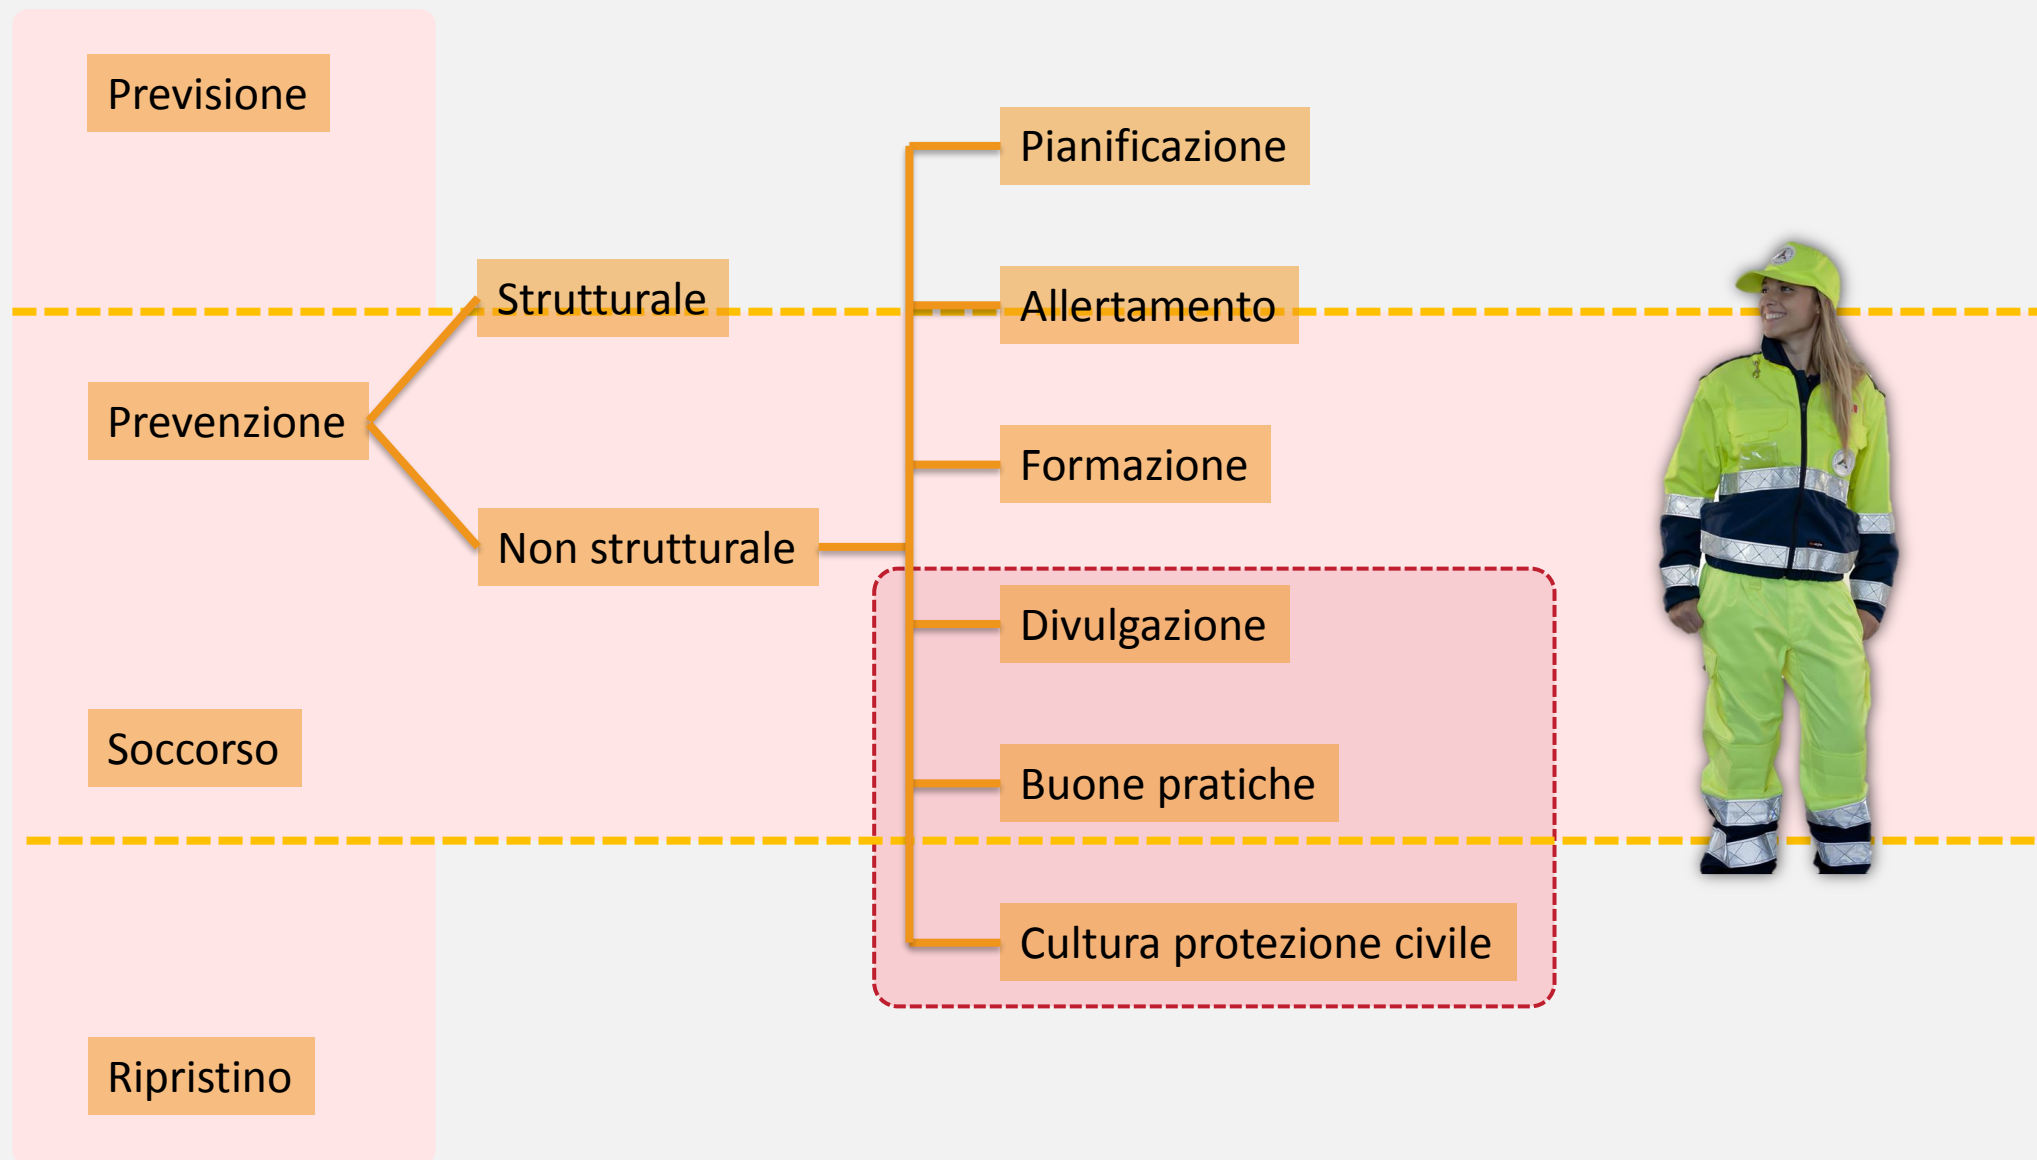 Previsione
Prevenzione
Soccorso
Ripristino
Strutturale
Non strutturale
Pianificazione
Allertamento
Formazione
Divulgazione
Buone pratiche
Cultura protezione civile